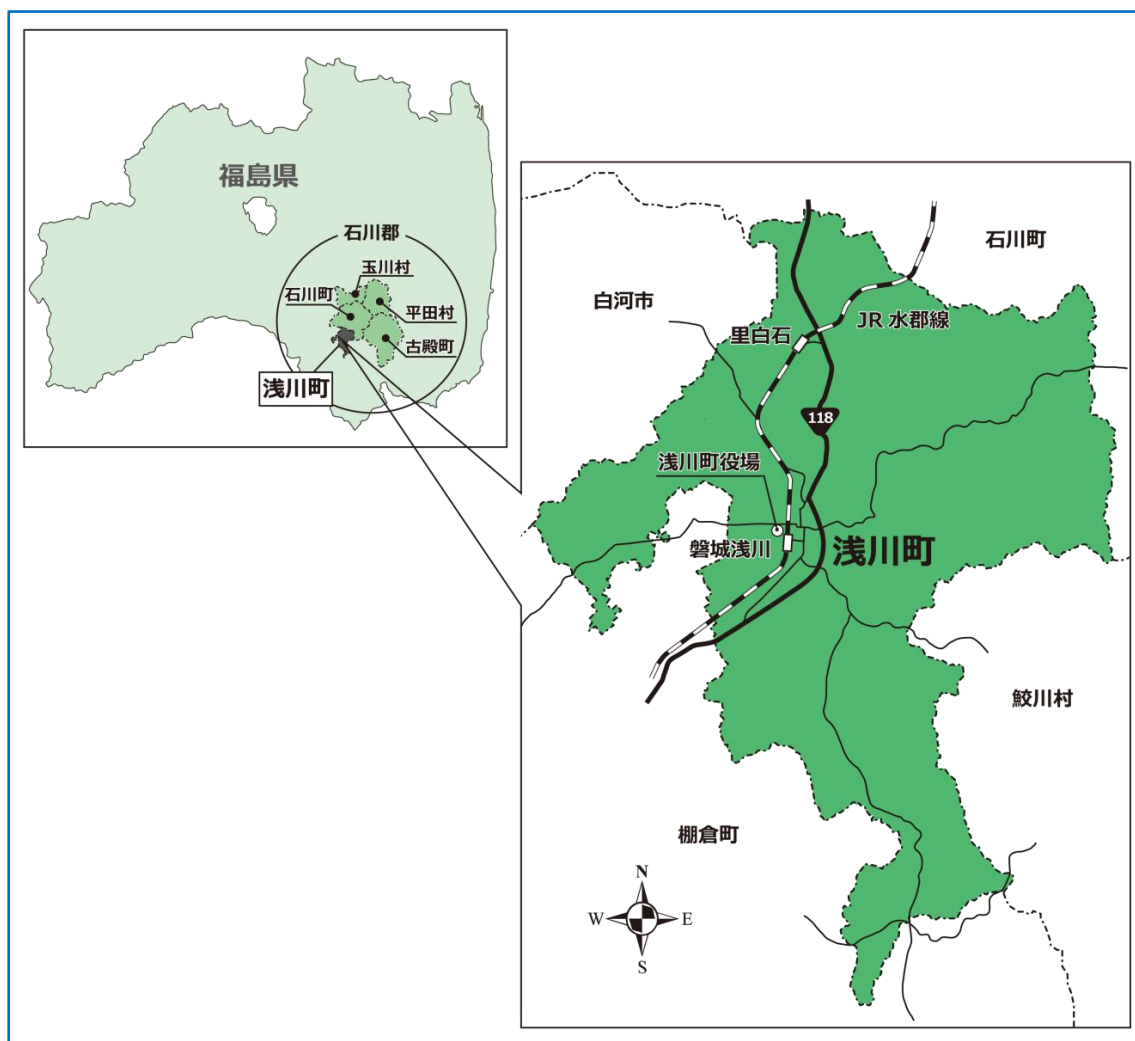 福島県
石川郡
玉川村
石川町
平田村
古殿町
浅川町
石川町
白河市
JR 水郡線
里白石
118
浅川町役場
磐城浅川
浅川町
鮫川村
棚倉町
N
W
E
S